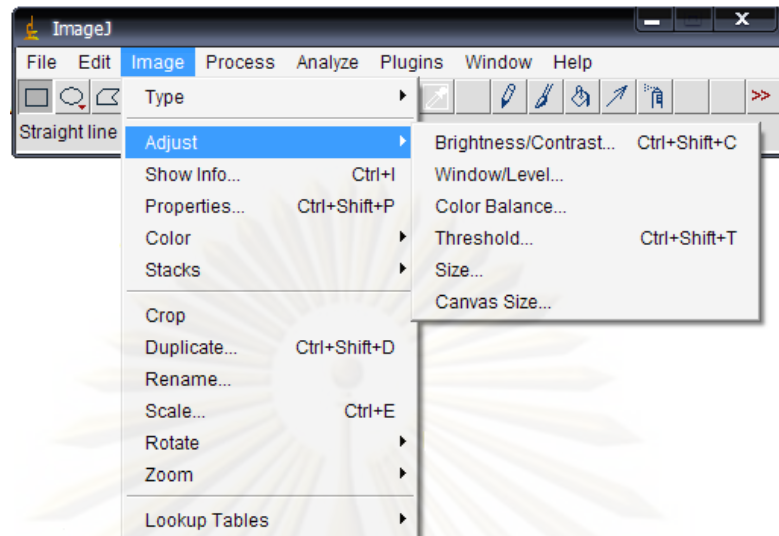 ImageJ
File Edit Image Process Analyze Plugins Window Help
>>
Straight line
Type
Adjust
Show Info... Ctrl+I
Properties... Ctrl+Shift+P
Color
Stacks
Crop
Duplicate... Ctrl+Shift+D
Rename...
Scale... Ctrl+E
Rotate
Zoom
Lookup Tables
Brightness/Contrast... Ctrl+Shift+C
Window/Level...
Color Balance...
Threshold... Ctrl+Shift+T
Size...
Canvas Size...